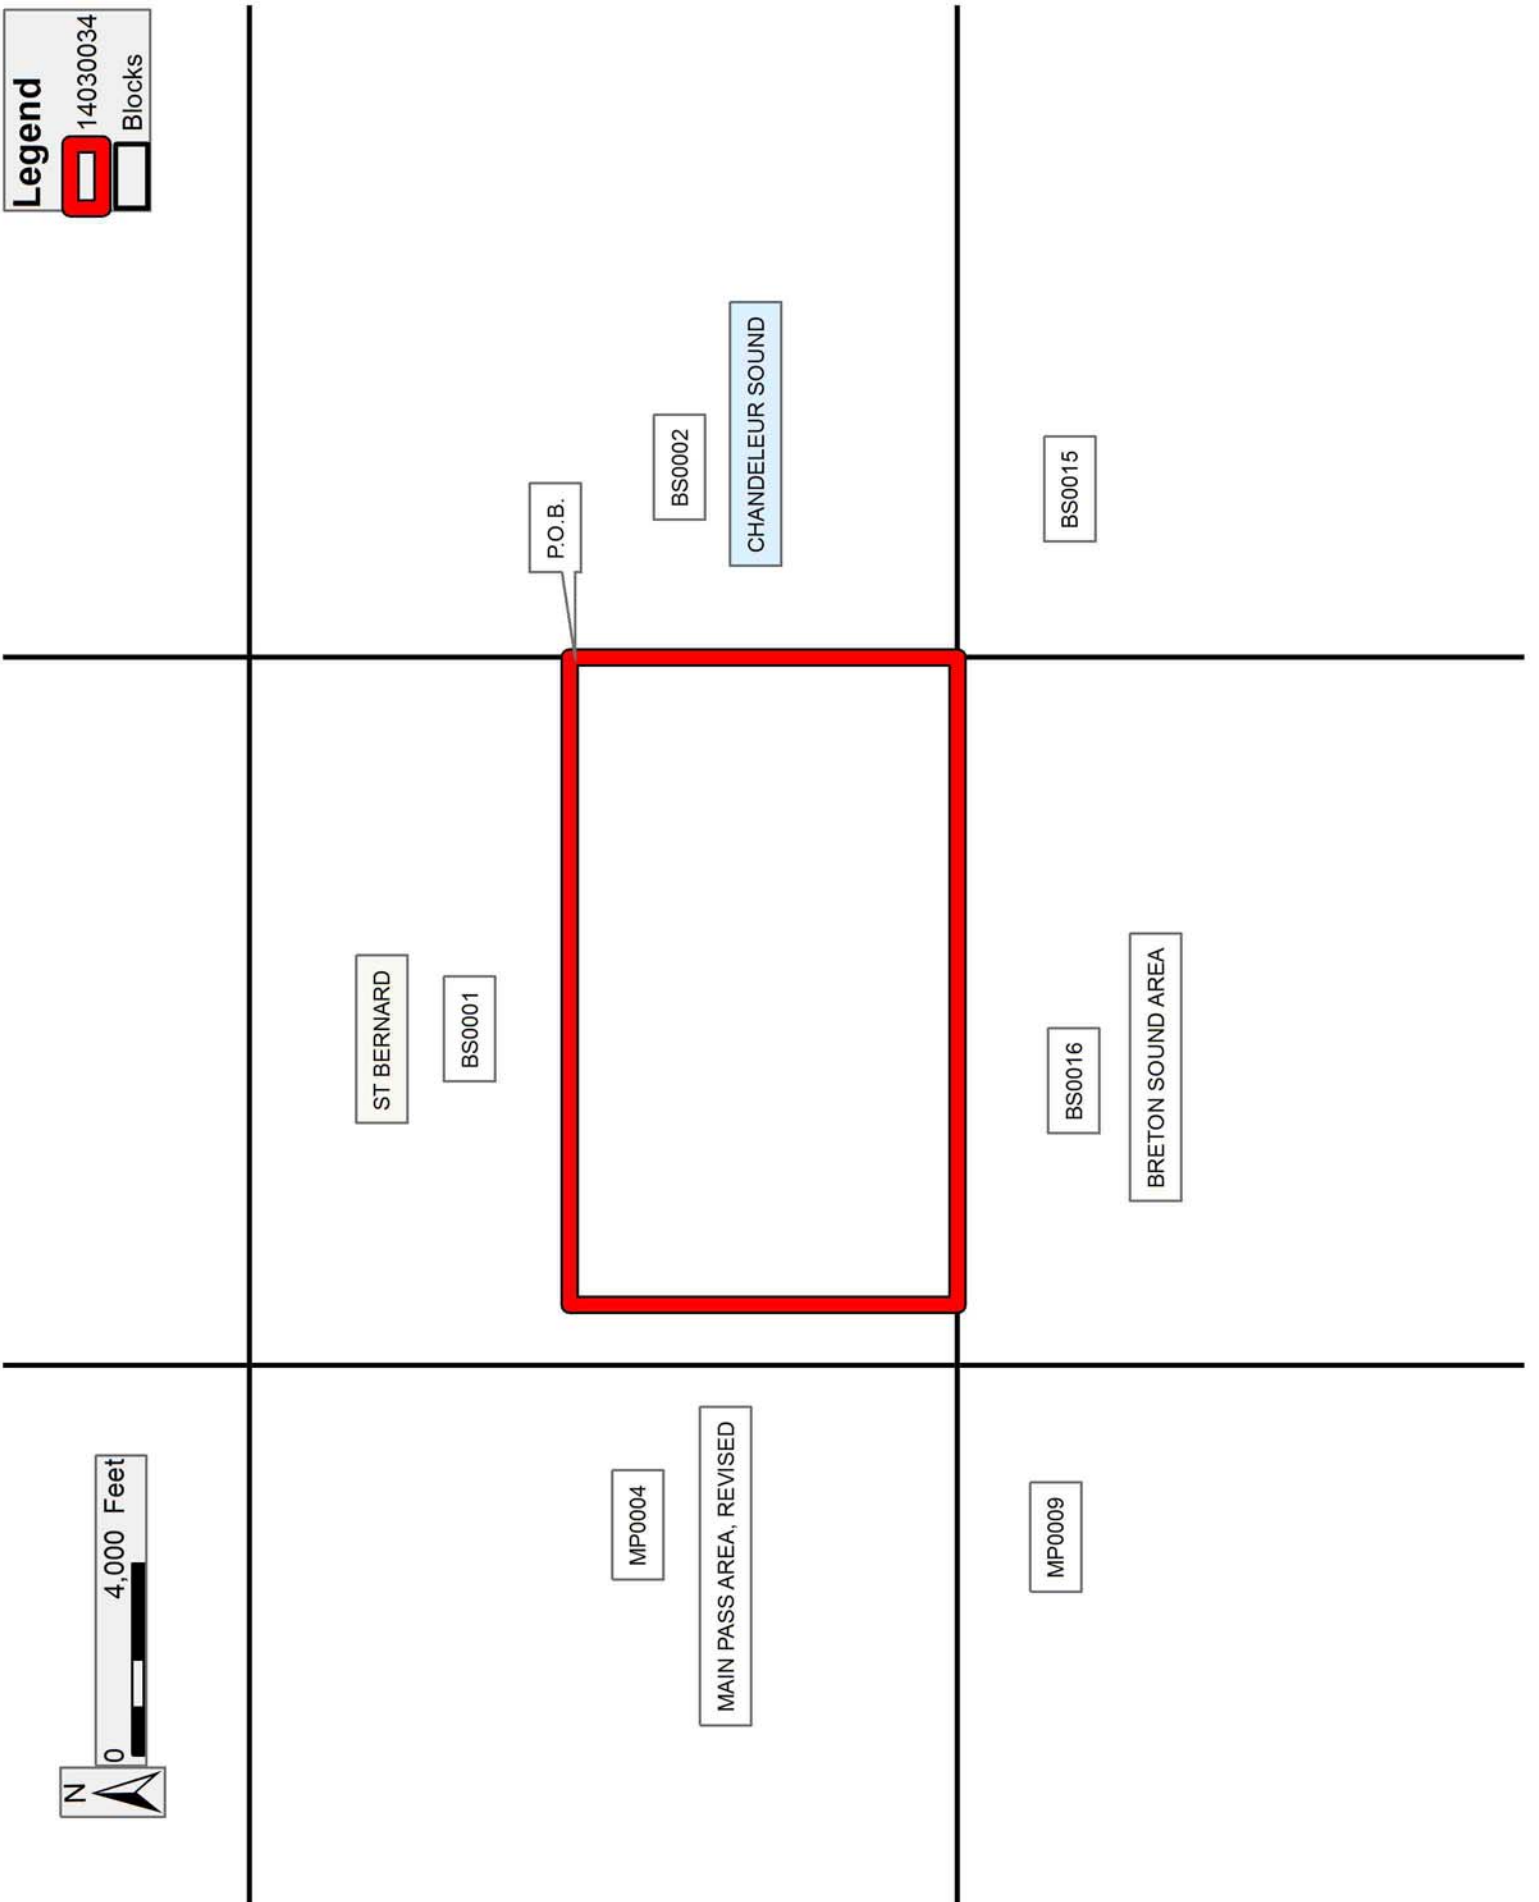 N
0 4,000 Feet
Legend
14030034
Blocks
ST BERNARD
BS0001
P.O.B.
MP0004
BS0002
MAIN PASS AREA, REVISED
CHANDELEUR SOUND
MP0009
BS0016
BS0015
BRETON SOUND AREA